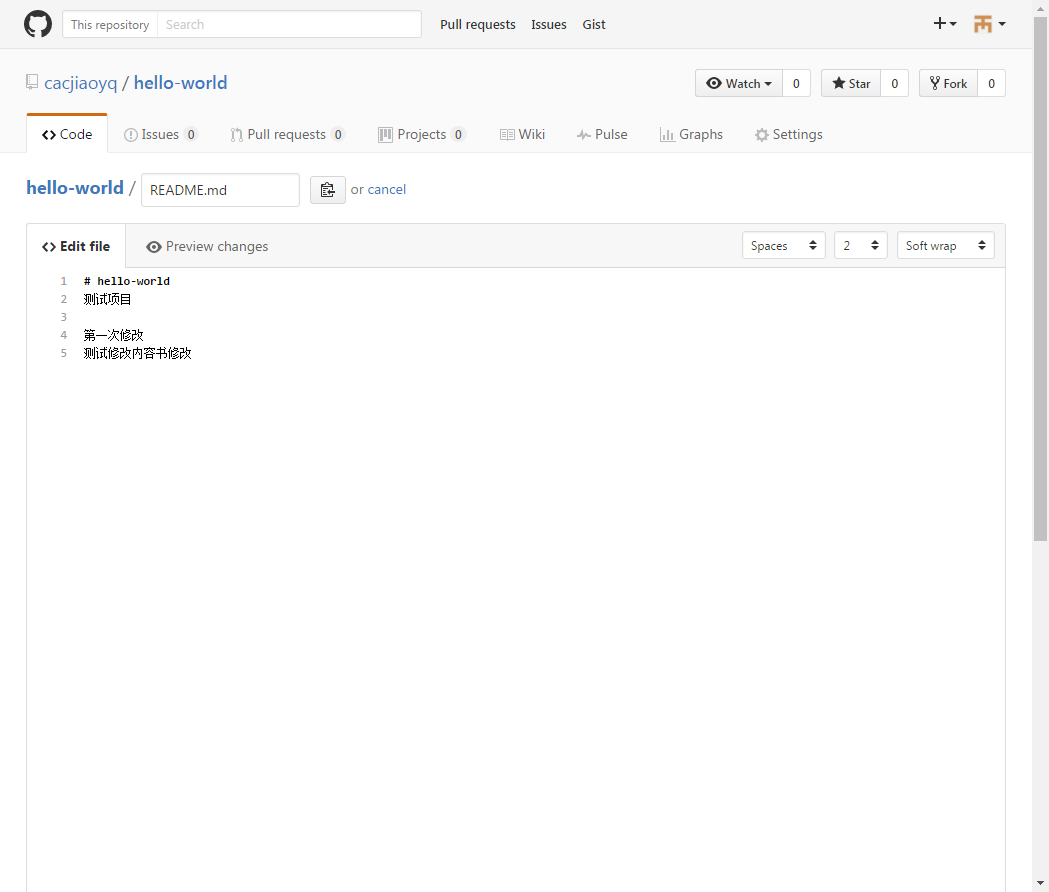 This repository Search Pull requests Issues Gist
cacjiaoyq / hello-world
Watch 0 Star 0 Fork 0
Code Issues 0 Pull requests 0 Projects 0 Wiki Pulse Graphs Settings
hello-world / README.md or cancel
Edit file Preview changes Spaces 2 Soft wrap
1 # hello-world
2 测试项目
3
4 第一次修改
5 测试修改内容书修改